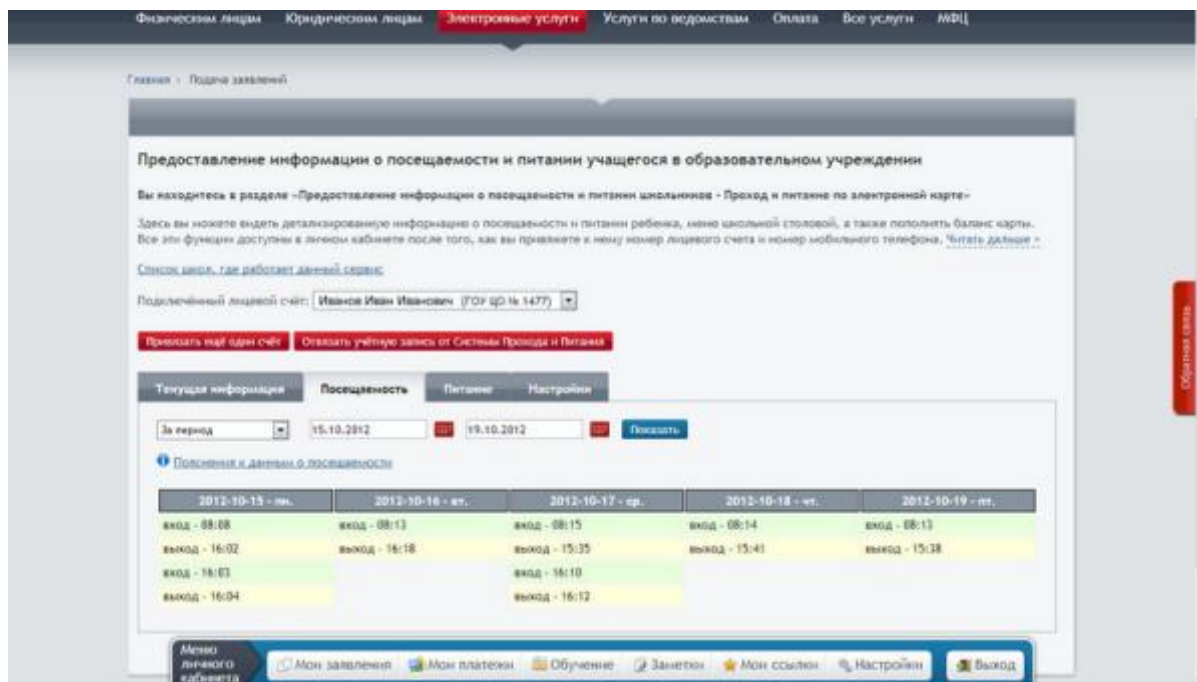 Физическим лицам Юридическим лицам Электронные услуги Услуги по ведомствам Оплата Все услуги МФЦ
Главная › Подача заявлений
Предоставление информации о посещаемости и питании учащегося в образовательном учреждении
Вы находитесь в разделе «Предоставление информации о посещаемости и питании школьников - Проход и питание по электронной карте»
Здесь вы можете видеть детализированную информацию о посещаемости и питании ребенка, меню школьной столовой, а также пополнять баланс карты.
Все эти функции доступны в личном кабинете после того, как вы привяжете к нему номер лицевого счета и номер мобильного телефона. Читать дальше »
Список школ, где работает данный сервис
Подключённый лицевой счёт: Иванов Иван Иванович (ГОУ ЦО № 1477)
Привязать ещё один счёт Отвязать учётную запись от Системы Прохода и Питания
Текущая информация Посещаемость Питание Настройки
За период 15.10.2012 19.10.2012 Показать
Пояснения к данным о посещаемости
2012-10-15 - пн. 2012-10-16 - вт. 2012-10-17 - ср. 2012-10-18 - чт. 2012-10-19 - пт.
вход - 08:08 вход - 08:13 вход - 08:15 вход - 08:14 вход - 08:13
выход - 16:02 выход - 16:18 выход - 15:35 выход - 15:41 выход - 15:38
вход - 16:03 вход - 16:10
выход - 16:04 выход - 16:12
Обратная связь
Меню
личного
кабинета
Мои заявления Мои платежи Обучение Заметки Мои ссылки Настройки Выход